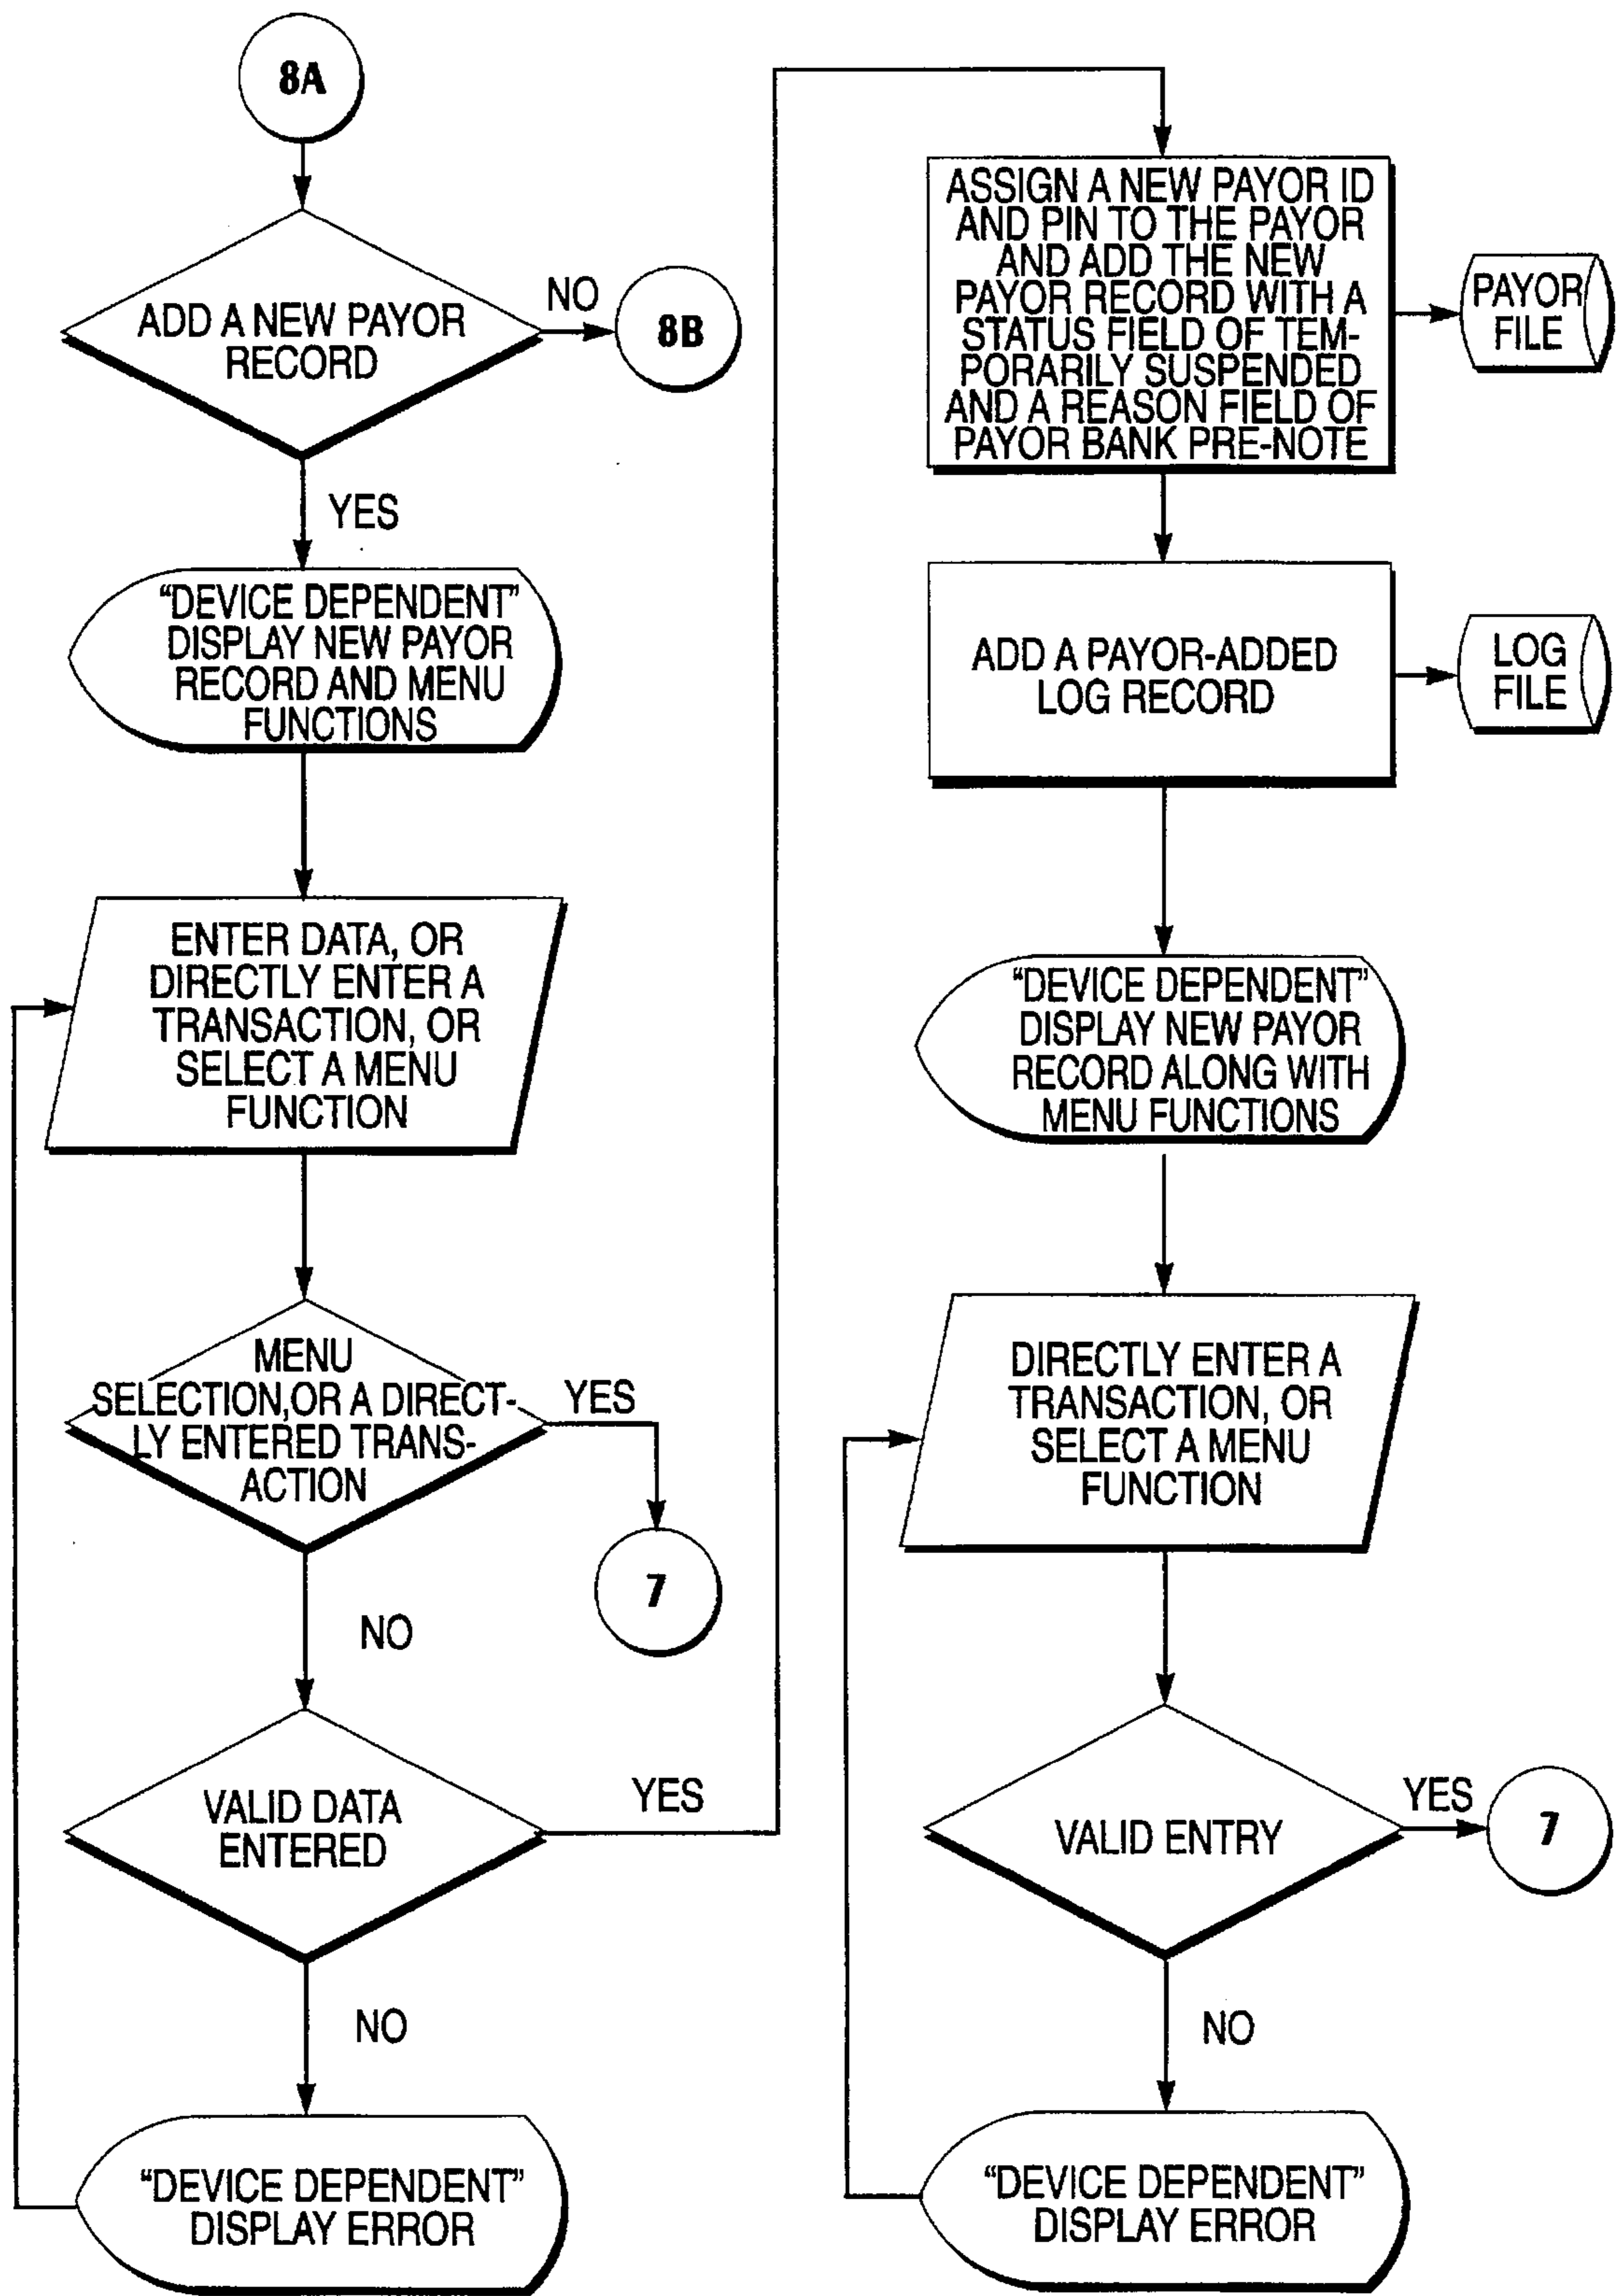 8A
ADD A NEW PAYOR
RECORD
NO
8B
YES
“DEVICE DEPENDENT”
DISPLAY NEW PAYOR
RECORD AND MENU
FUNCTIONS
ENTER DATA, OR
DIRECTLY ENTER A
TRANSACTION, OR
SELECT A MENU
FUNCTION
MENU
SELECTION,OR A DIRECT-
LY ENTERED TRANS-
ACTION
YES
7
NO
VALID DATA
ENTERED
YES
NO
“DEVICE DEPENDENT”
DISPLAY ERROR
ASSIGN A NEW PAYOR ID
AND PIN TO THE PAYOR
AND ADD THE NEW
PAYOR RECORD WITH A
STATUS FIELD OF TEM-
PORARILY SUSPENDED
AND A REASON FIELD OF
PAYOR BANK PRE-NOTE
PAYOR
FILE
ADD A PAYOR-ADDED
LOG RECORD
LOG
FILE
“DEVICE DEPENDENT”
DISPLAY NEW PAYOR
RECORD ALONG WITH
MENU FUNCTIONS
DIRECTLY ENTER A
TRANSACTION, OR
SELECT A MENU
FUNCTION
VALID ENTRY
YES
7
NO
“DEVICE DEPENDENT”
DISPLAY ERROR